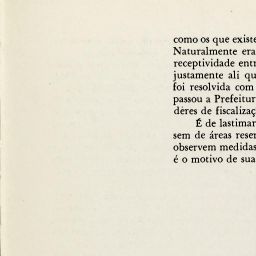 como os que existe
Naturalmente era
receptividade entr
justamente ali qu
foi resolvida com
passou a Prefeitur
deres de fiscalizaç
É de lastimar
sem de áreas reser
observem medidas
é o motivo de sua